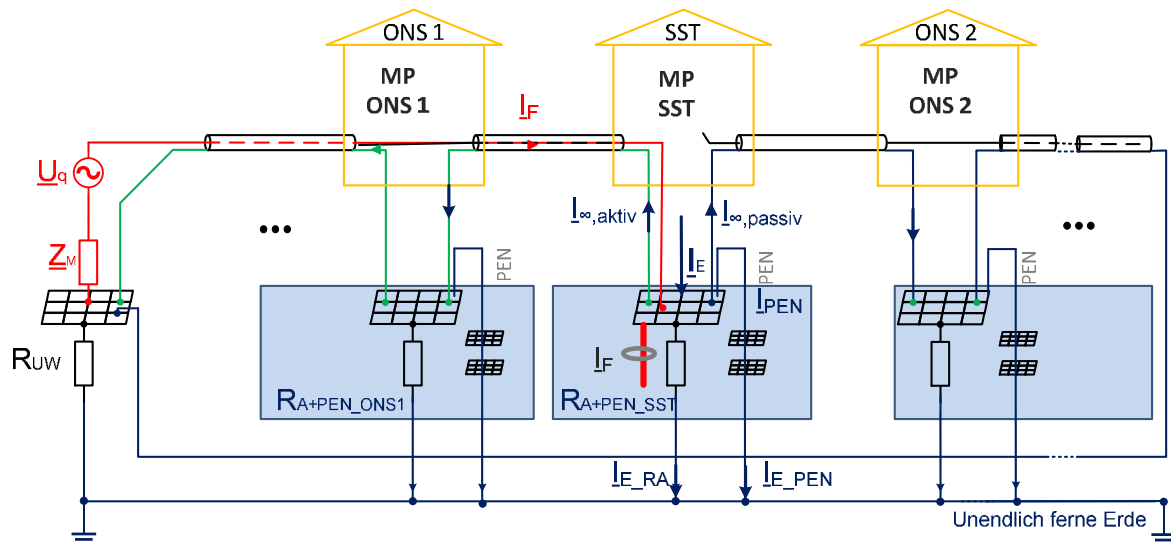 ONS 1
SST
ONS 2
MP
ONS 1
MP
SST
MP
ONS 2
I_F
U_q
I_∞,aktiv
I_∞,passiv
...
...
Z_M
PEN
I_E
PEN
PEN
I_PEN
R_UW
I_F
R_A+PEN_ONS1
R_A+PEN_SST
I_E_RA
I_E_PEN
Unendlich ferne Erde